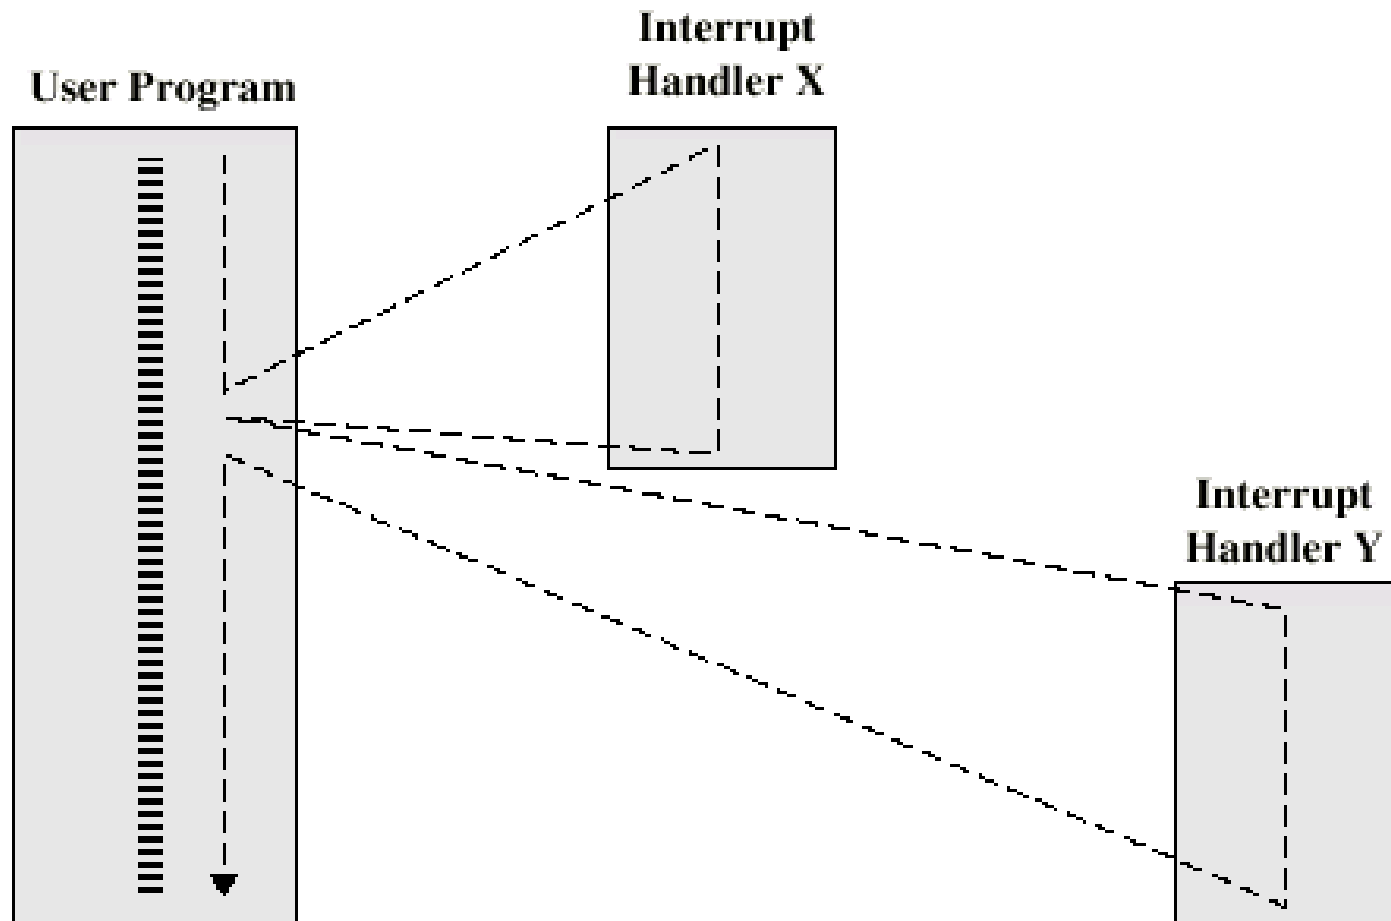 User Program
Interrupt
Handler X
Interrupt
Handler Y